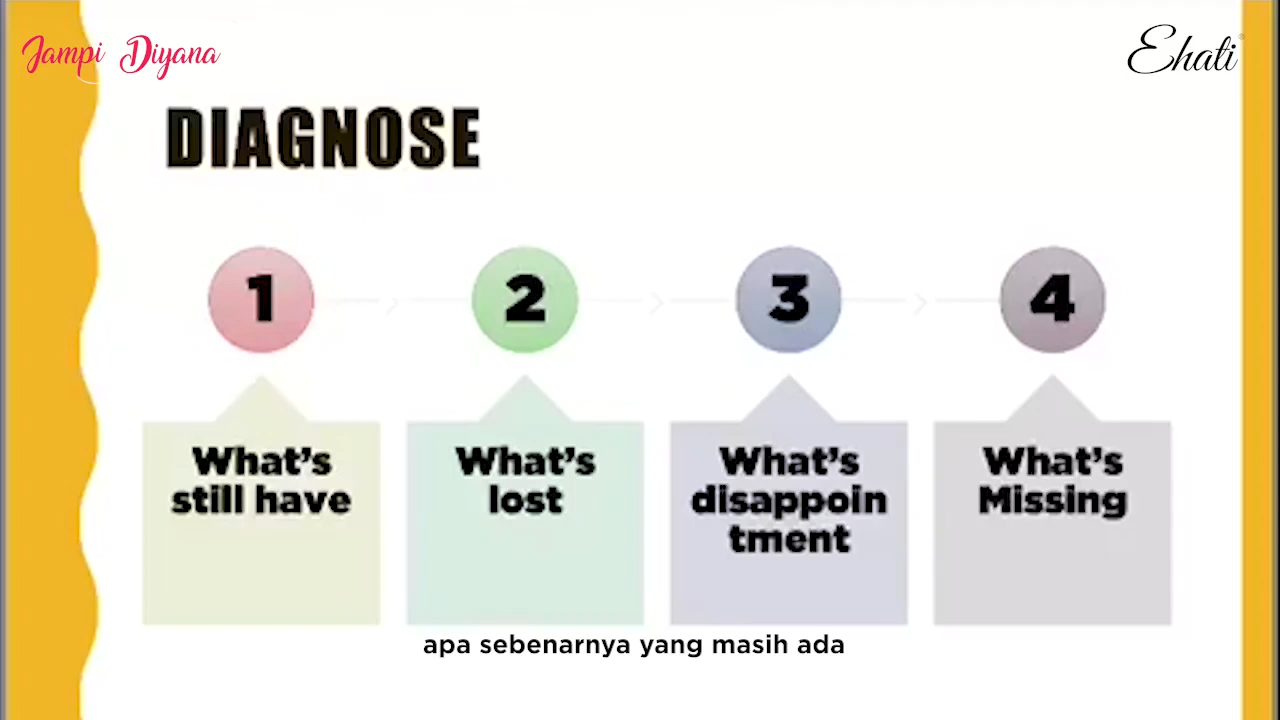 Jampi Diyana
Ehati
DIAGNOSE
1
2
3
4
What's
still have
What's
lost
What's
disappoin
tment
What's
Missing
apa sebenarnya yang masih ada